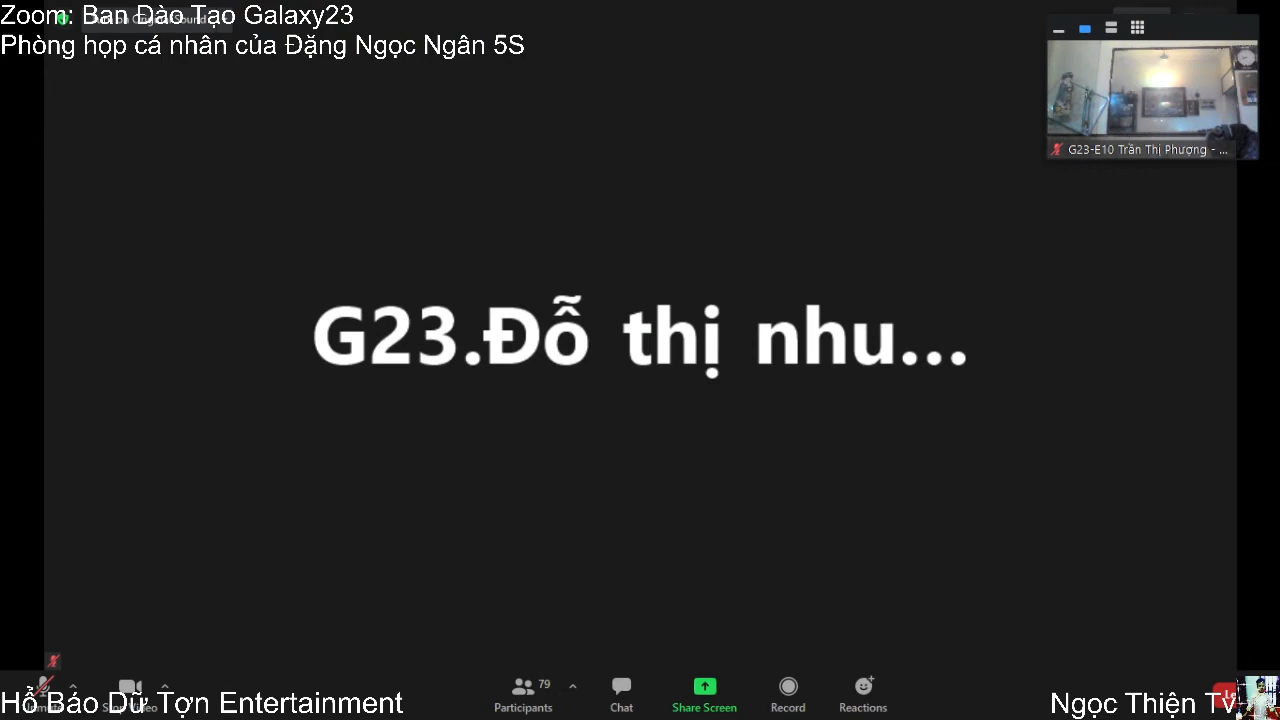 Zoom: Ban Đào Tạo Galaxy23
Phòng họp cá nhân của Đặng Ngọc Ngân 5S
G23-E10 Trần Thị Phượng - ...
G23.Đỗ thị nhu...
79
Participants
Chat
Share Screen
Record
Reactions
Hổ Báo Dữ Tợn Entertainment
Ngọc Thiện Tv